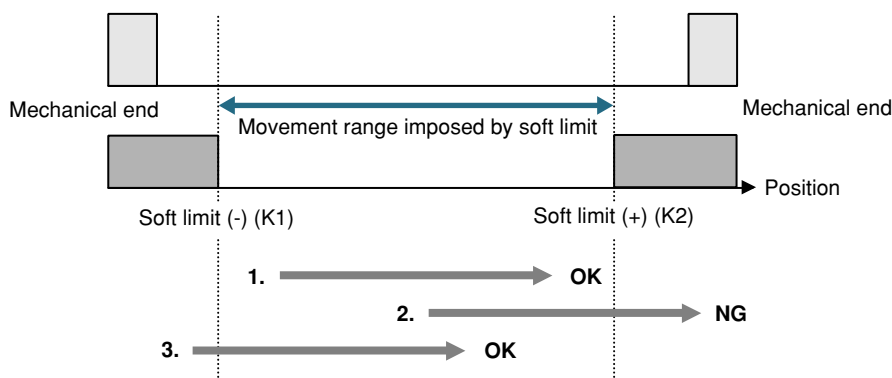 Mechanical end
Mechanical end
Movement range imposed by soft limit
Position
Soft limit (-) (K1)
Soft limit (+) (K2)
1.
OK
2.
NG
3.
OK